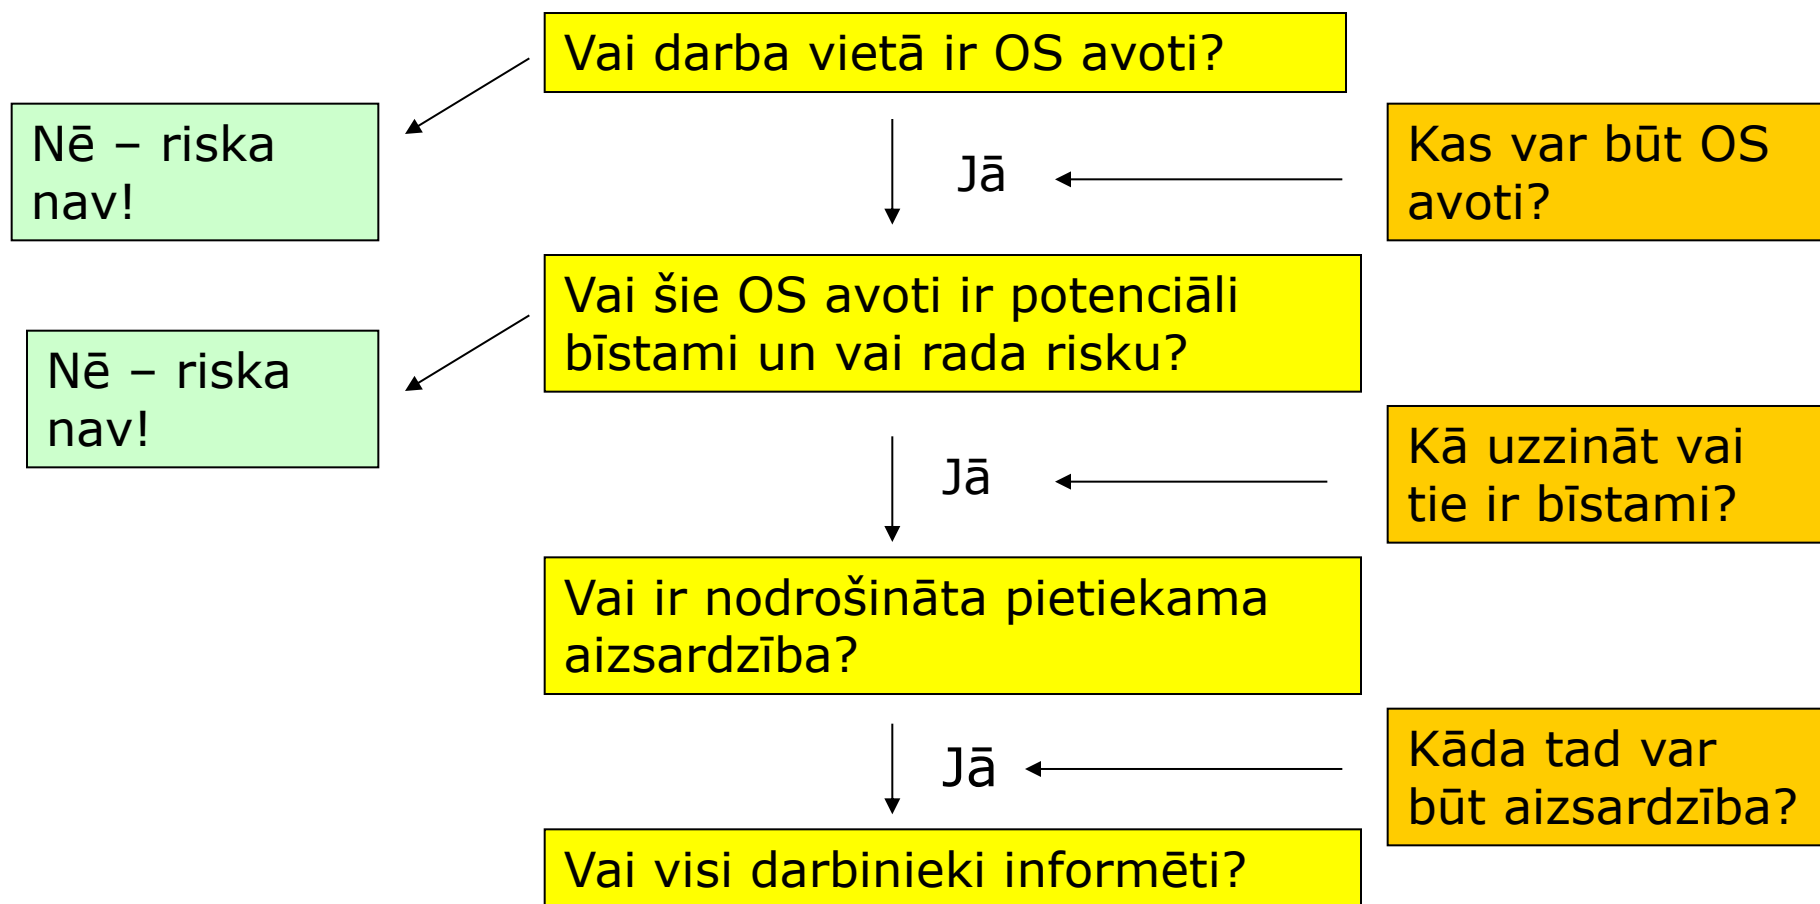 Vai darba vietā ir OS avoti?
Nē – riska
nav!
Jā
Kas var būt OS
avoti?
Vai šie OS avoti ir potenciāli
bīstami un vai rada risku?
Nē – riska
nav!
Jā
Kā uzzināt vai
tie ir bīstami?
Vai ir nodrošināta pietiekama
aizsardzība?
Jā
Kāda tad var
būt aizsardzība?
Vai visi darbinieki informēti?